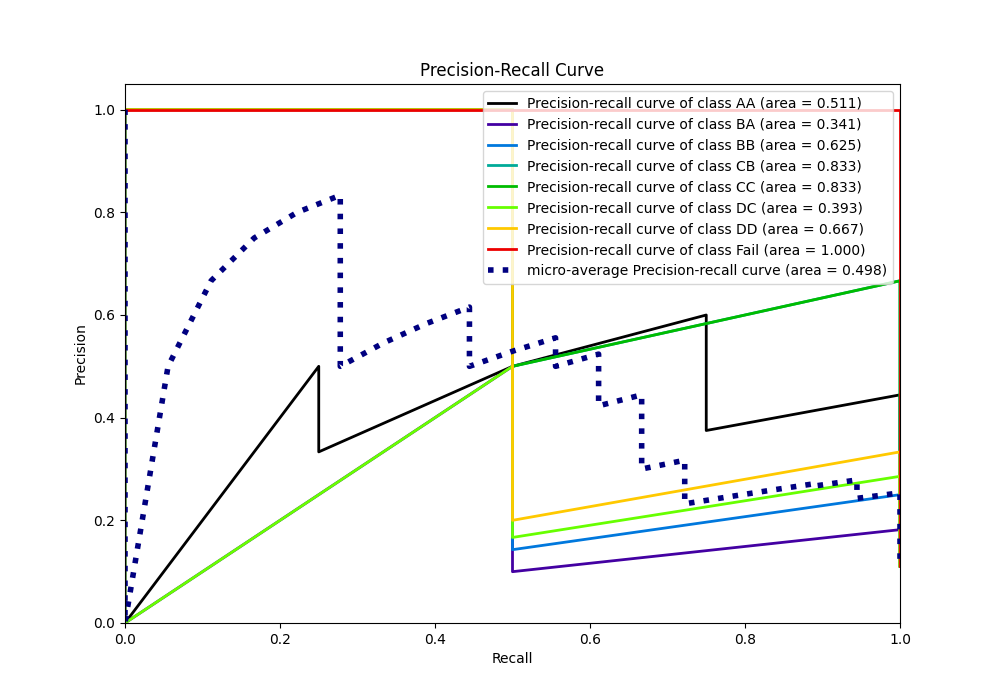 Precision-Recall Curve
Precision-recall curve of class AA (area = 0.511)
Precision-recall curve of class BA (area = 0.341)
Precision-recall curve of class BB (area = 0.625)
Precision-recall curve of class CB (area = 0.833)
Precision-recall curve of class CC (area = 0.833)
Precision-recall curve of class DC (area = 0.393)
Precision-recall curve of class DD (area = 0.667)
Precision-recall curve of class Fail (area = 1.000)
micro-average Precision-recall curve (area = 0.498)
Precision
1.0
0.8
0.6
0.4
0.2
0.0
0.0 0.2 0.4 0.6 0.8 1.0
Recall